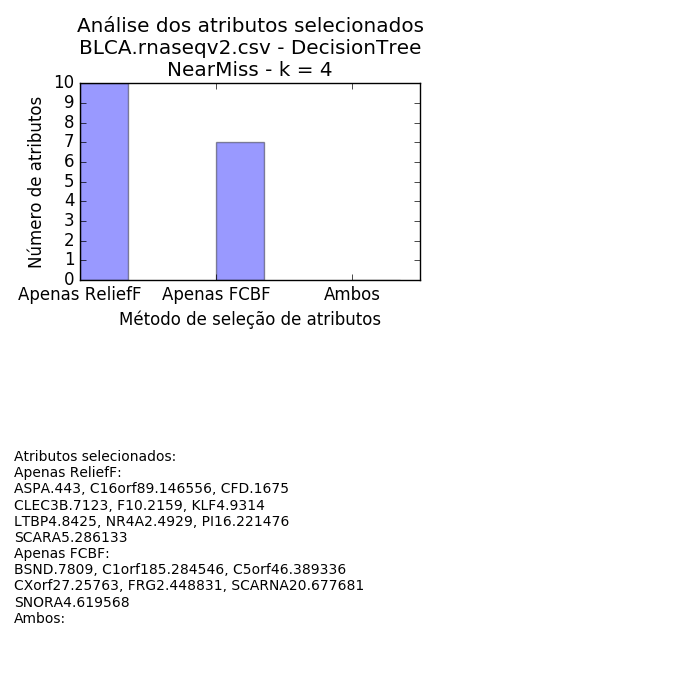 Análise dos atributos selecionados
BLCA.rnaseqv2.csv - DecisionTree
NearMiss - k = 4
10
9
8
7
6
5
4
3
2
1
0
Número de atributos
Apenas ReliefF Apenas FCBF Ambos
Método de seleção de atributos
Atributos selecionados:
Apenas ReliefF:
ASPA.443, C16orf89.146556, CFD.1675
CLEC3B.7123, F10.2159, KLF4.9314
LTBP4.8425, NR4A2.4929, PI16.221476
SCARA5.286133
Apenas FCBF:
BSND.7809, C1orf185.284546, C5orf46.389336
CXorf27.25763, FRG2.448831, SCARNA20.677681
SNORA4.619568
Ambos: